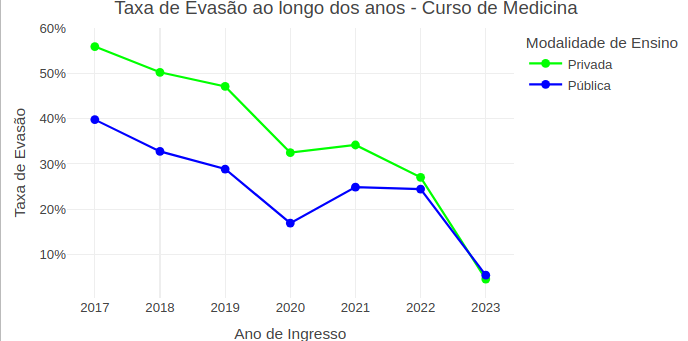 Taxa de Evasão ao longo dos anos - Curso de Medicina
60%
50%
40%
30%
20%
10%
Taxa de Evasão
2017 2018 2019 2020 2021 2022 2023
Ano de Ingresso
Modalidade de Ensino
Privada
Pública